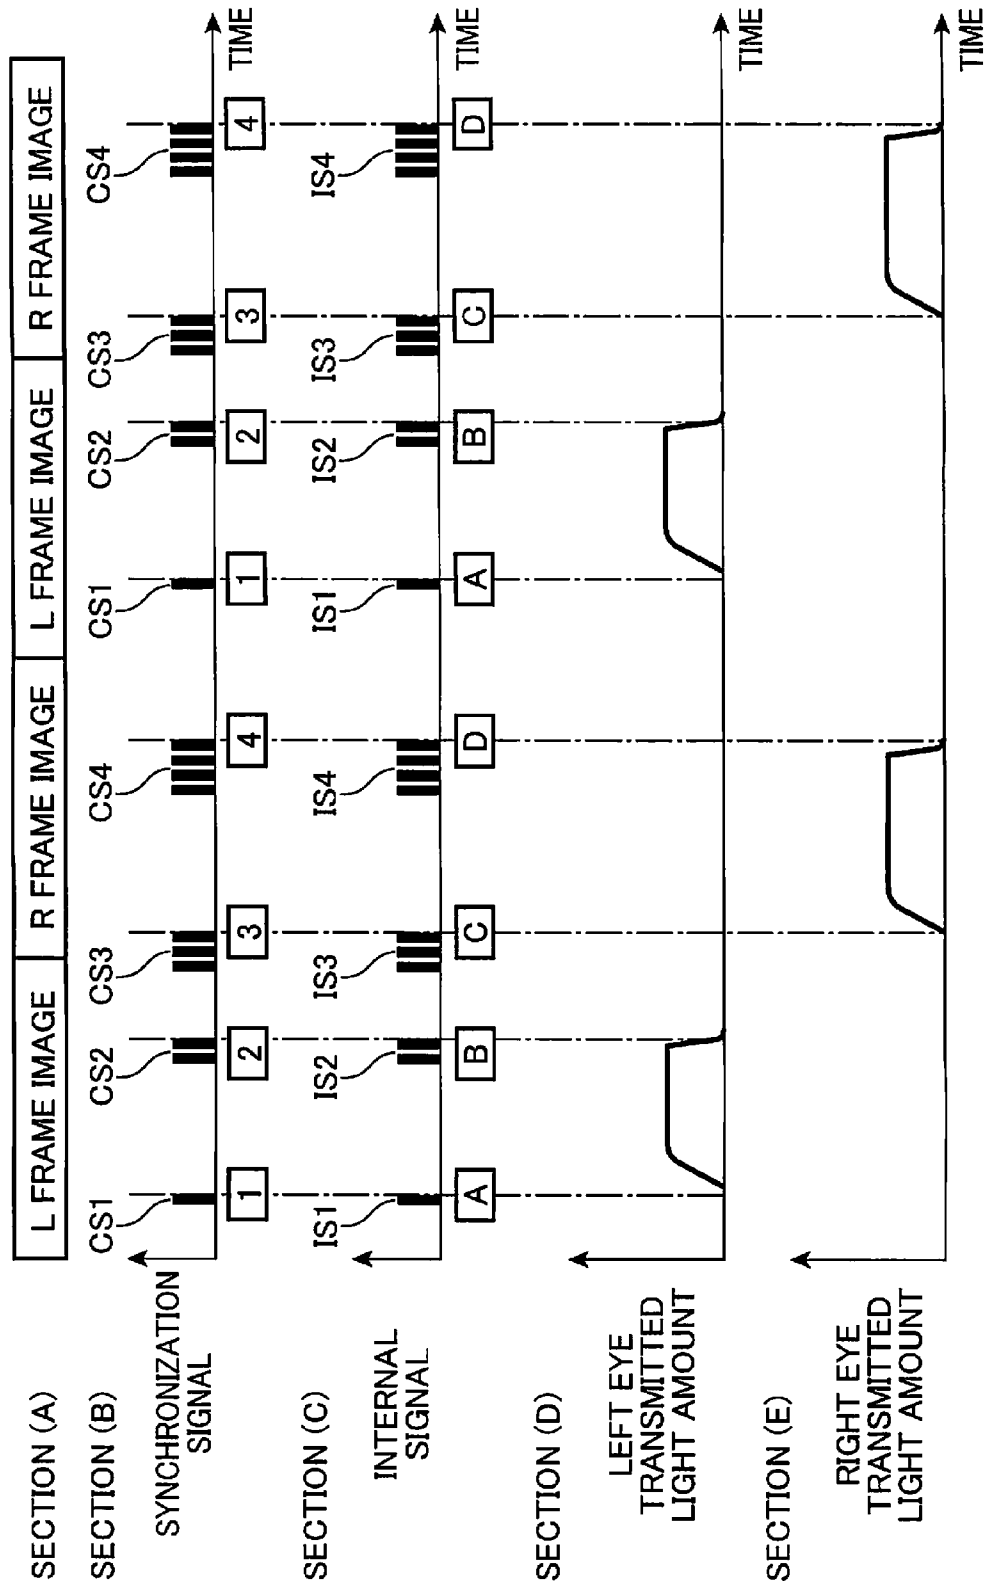 SECTION (A)
L FRAME IMAGE
R FRAME IMAGE
L FRAME IMAGE
R FRAME IMAGE
SECTION (B)
SYNCHRONIZATION
SIGNAL
CS1
CS2
CS3
CS4
CS1
CS2
CS3
CS4
1
2
3
4
1
2
3
4
TIME
SECTION (C)
INTERNAL
SIGNAL
IS1
IS2
IS3
IS4
IS1
IS2
IS3
IS4
A
B
C
D
A
B
C
D
TIME
SECTION (D)
LEFT EYE
TRANSMITTED
LIGHT AMOUNT
TIME
SECTION (E)
RIGHT EYE
TRANSMITTED
LIGHT AMOUNT
TIME